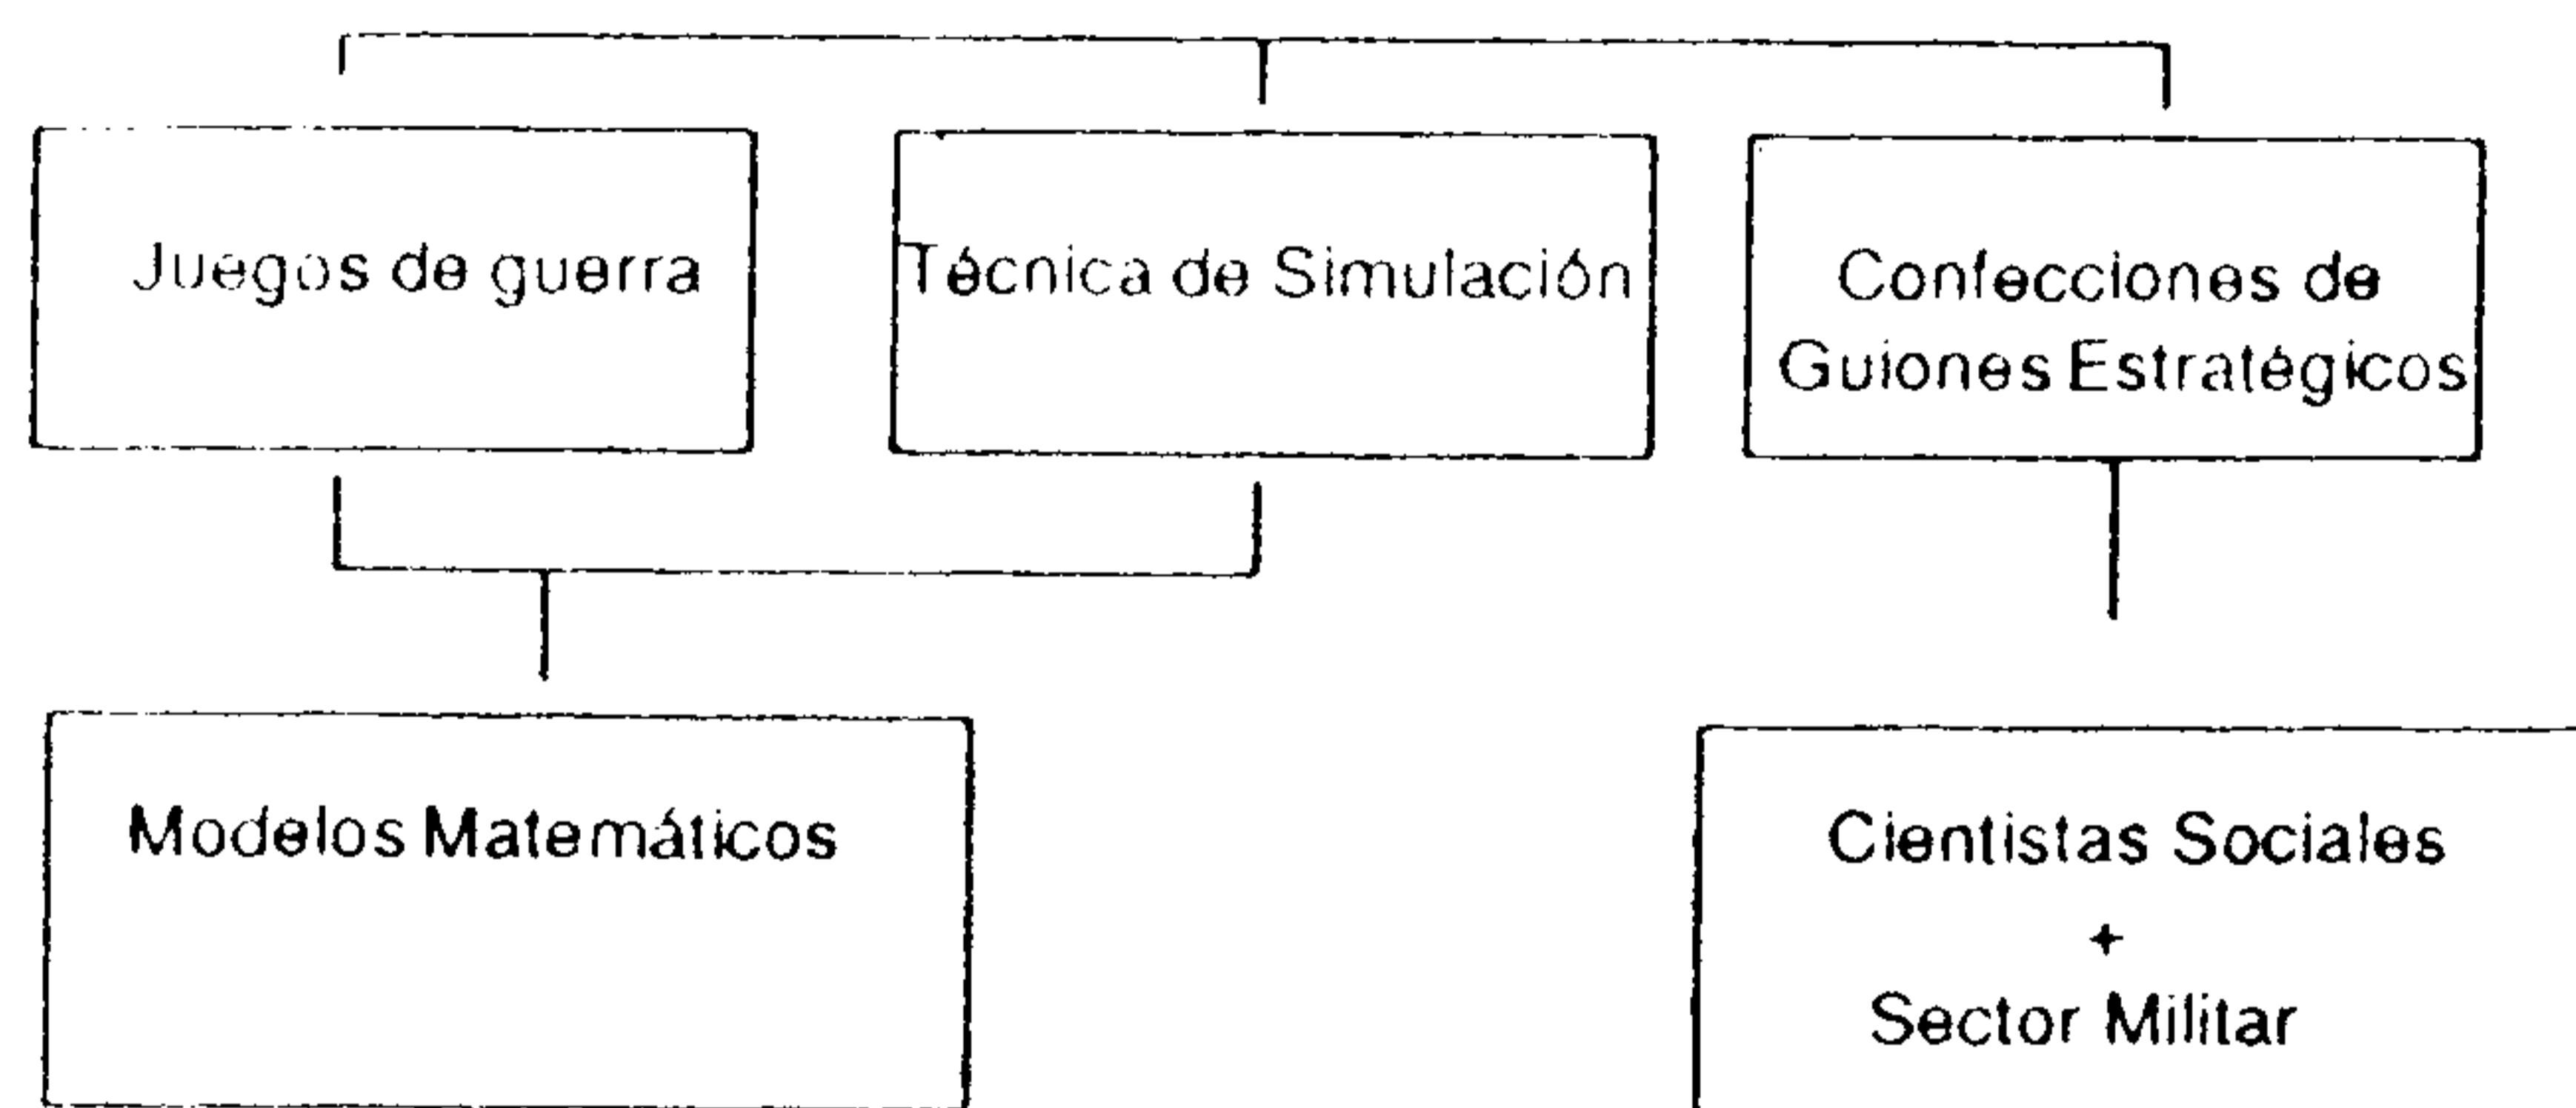 Juegos de guerra
Técnica de Simulación
Confecciones de
Guiones Estratégicos
Modelos Matemáticos
Cientistas Sociales
+
Sector Militar